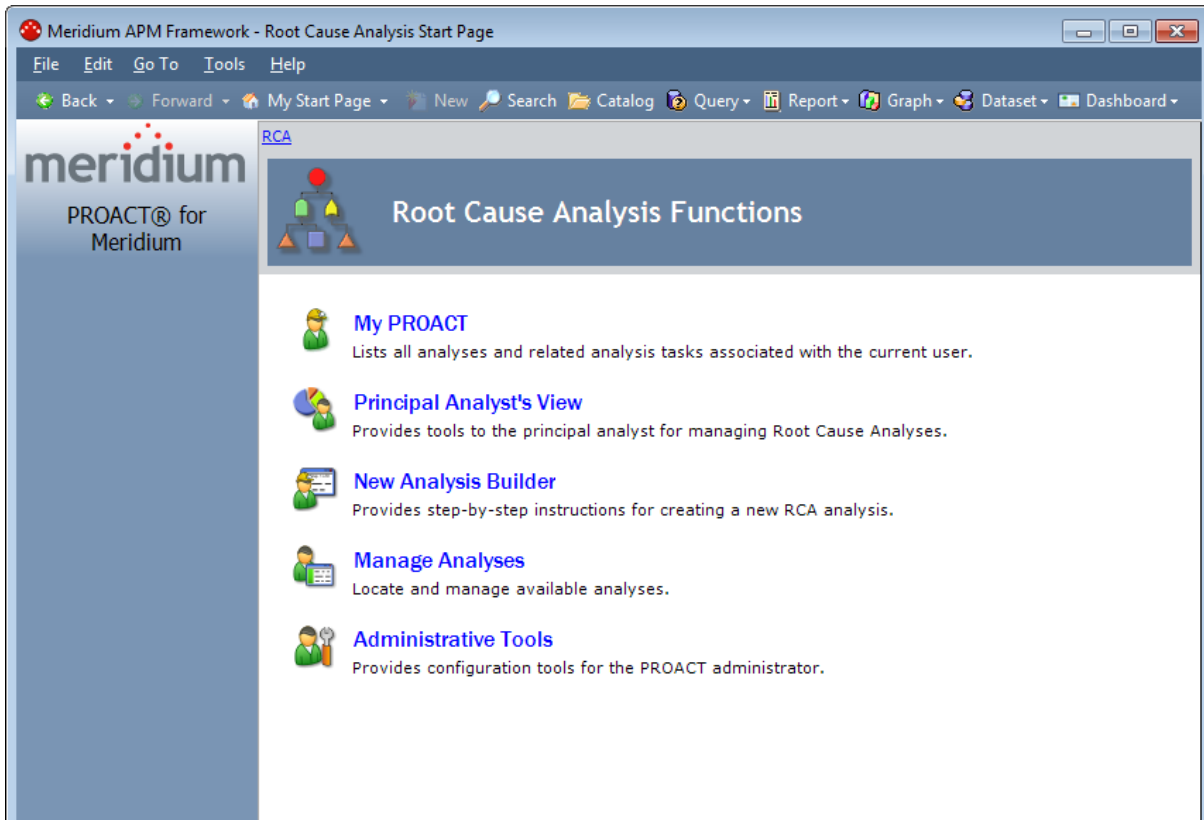 Meridium APM Framework - Root Cause Analysis Start Page
File Edit Go To Tools Help
Back Forward My Start Page New Search Catalog Query Report Graph Dataset Dashboard
meridium
PROACT® for
Meridium
RCA
Root Cause Analysis Functions
My PROACT
Lists all analyses and related analysis tasks associated with the current user.
Principal Analyst's View
Provides tools to the principal analyst for managing Root Cause Analyses.
New Analysis Builder
Provides step-by-step instructions for creating a new RCA analysis.
Manage Analyses
Locate and manage available analyses.
Administrative Tools
Provides configuration tools for the PROACT administrator.